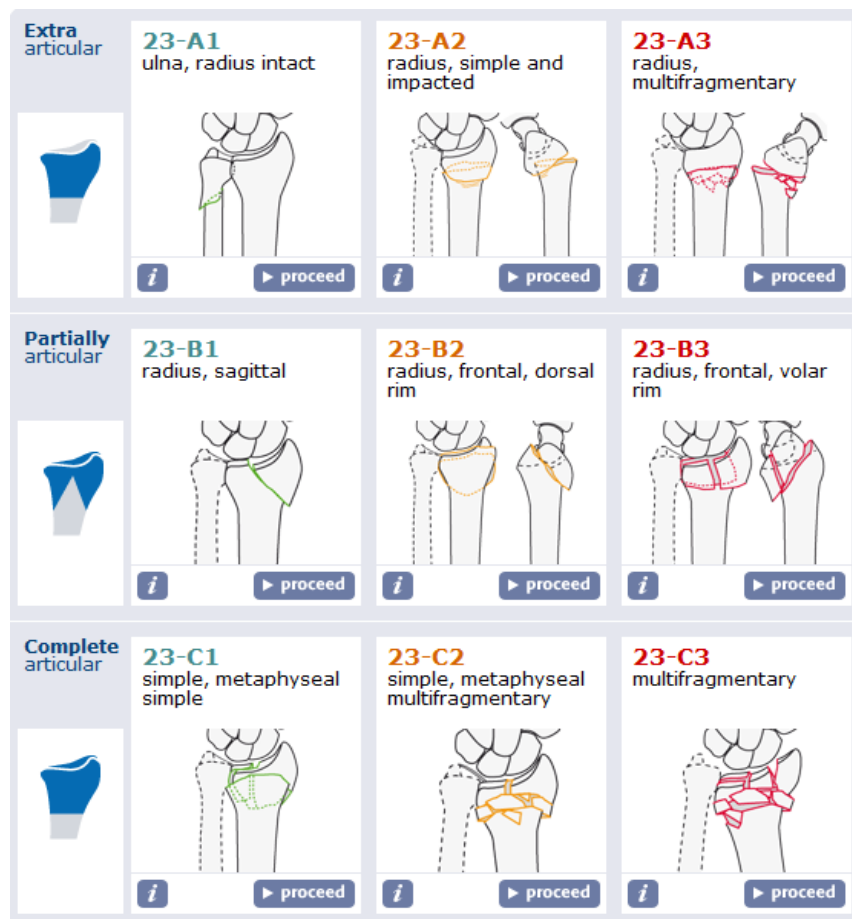 Extra
articular
23-A1
ulna, radius intact
i
proceed
23-A2
radius, simple and
impacted
i
proceed
23-A3
radius,
multifragmentary
i
proceed
Partially
articular
23-B1
radius, sagittal
i
proceed
23-B2
radius, frontal, dorsal
rim
i
proceed
23-B3
radius, frontal, volar
rim
i
proceed
Complete
articular
23-C1
simple, metaphyseal
simple
i
proceed
23-C2
simple, metaphyseal
multifragmentary
i
proceed
23-C3
multifragmentary
i
proceed